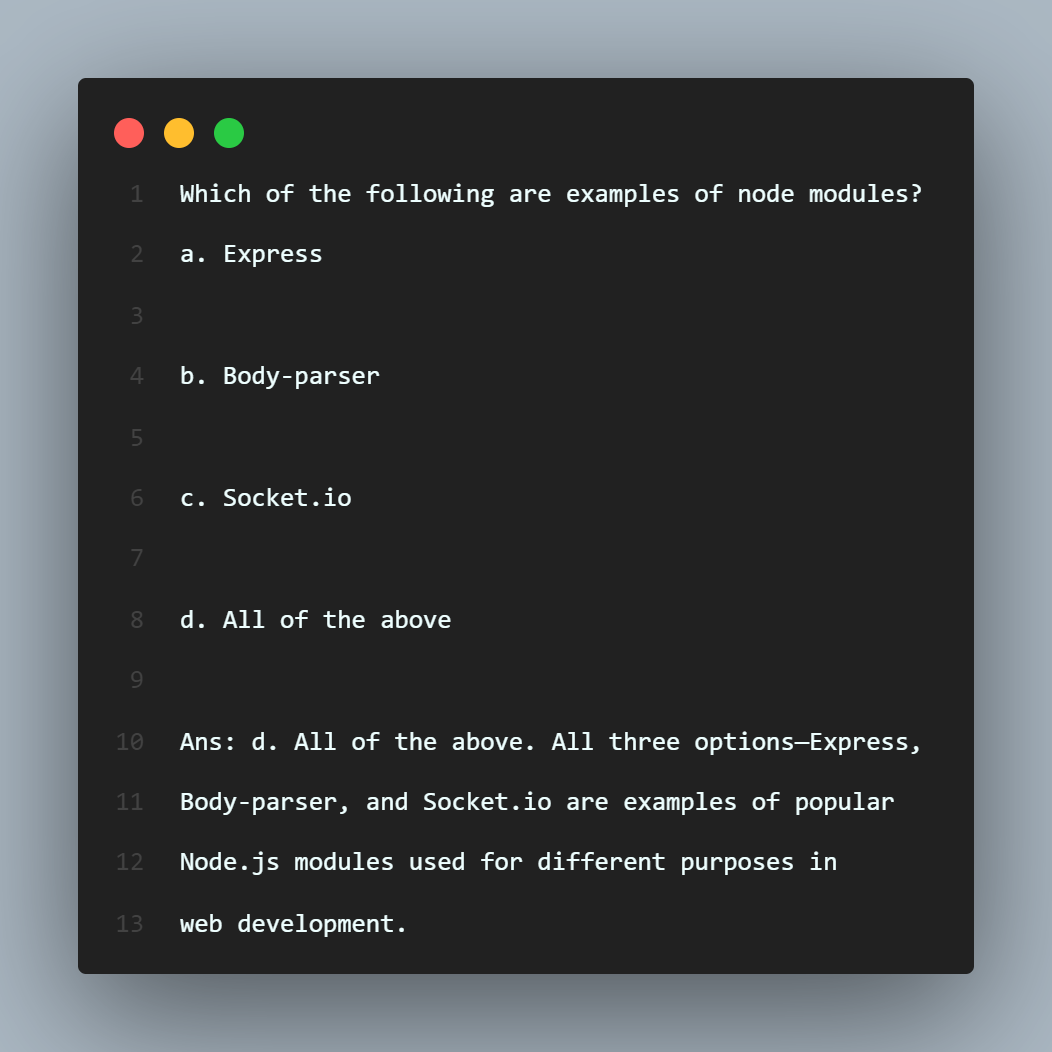 1 Which of the following are examples of node modules?
2 a. Express
3
4 b. Body-parser
5
6 c. Socket.io
7
8 d. All of the above
9
10 Ans: d. All of the above. All three options—Express,
11 Body-parser, and Socket.io are examples of popular
12 Node.js modules used for different purposes in
13 web development.